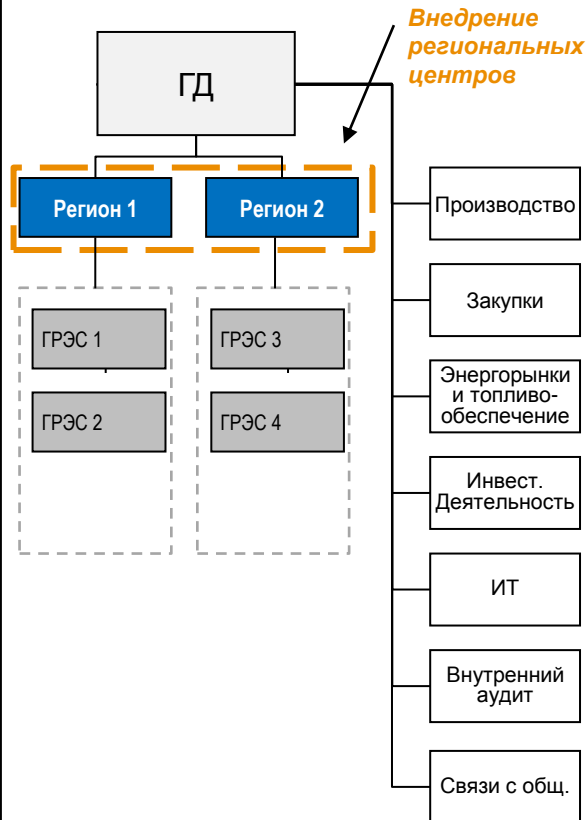 Внедрение
региональных
центров
ГД
Регион 1
Регион 2
ГРЭС 1
ГРЭС 3
ГРЭС 2
ГРЭС 4
Производство
Закупки
Энергорынки
и топливо-
обеспечение
Инвест.
Деятельность
ИТ
Внутренний
аудит
Связи с общ.